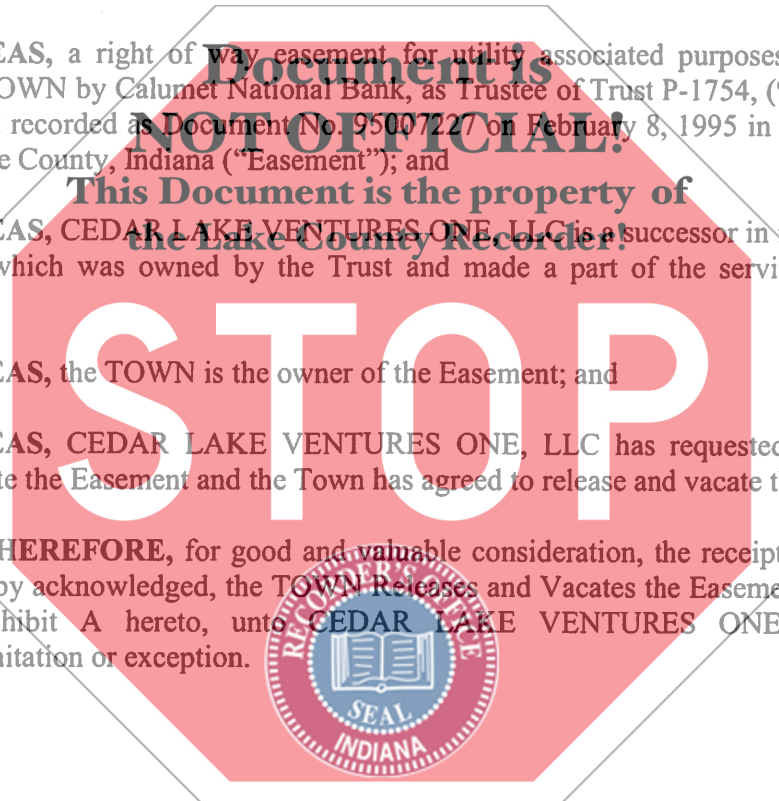 EAS, a right of way easement for utility associated purposes
Document is
OWN by Calumet National Bank, as Trustee of Trust P-1754, ("
recorded as Document No. 95007227 on February 8, 1995 in
NOT OFFICIAL!
e County, Indiana ("Easement"); and
This Document is the property of
EAS, CEDAR LAKE VENTURES ONE, LLC is a successor in
the Lake County Recorder!
which was owned by the Trust and made a part of the servi
STOP
EAS, the TOWN is the owner of the Easement; and
EAS, CEDAR LAKE VENTURES ONE, LLC has requested
te the Easement and the Town has agreed to release and vacate t
HEREFORE, for good and valuable consideration, the receipt
by acknowledged, the TOWN Releases and Vacates the Easeme
hibit A hereto, unto CEDAR LAKE VENTURES ONE
nitation or exception.
RECORDER'S OFFICE
SEAL
INDIANA